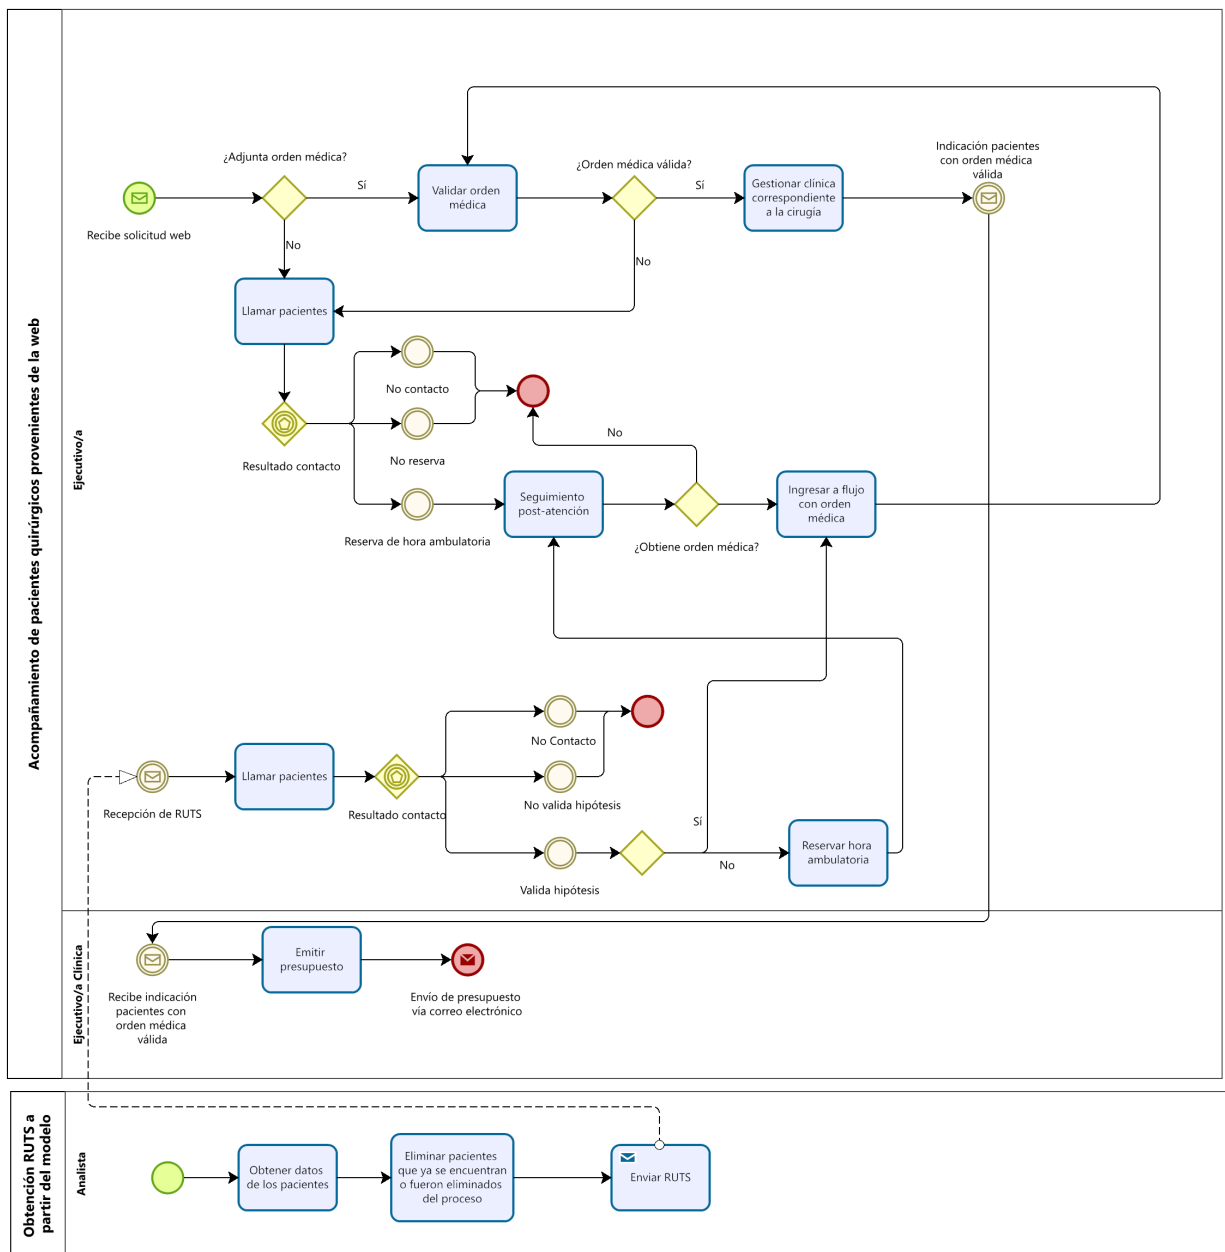 Acompañamiento de pacientes quirúrgicos provenientes de la web
Ejecutivo/a
¿Adjunta orden médica?
Recibe solicitud web
Sí
No
Validar orden
médica
¿Orden médica válida?
Sí
No
Gestionar clínica
correspondiente
a la cirugía
Indicación pacientes
con orden médica
válida
Llamar pacientes
Resultado contacto
No contacto
No reserva
Reserva de hora ambulatoria
Seguimiento
post-atención
No
¿Obtiene orden médica?
Ingresar a flujo
con orden
médica
Recepción de RUTS
Llamar pacientes
Resultado contacto
No Contacto
No valida hipótesis
Valida hipótesis
Sí
No
Reservar hora
ambulatoria
Ejecutivo/a Clínica
Recibe indicación
pacientes con
orden médica
válida
Emitir
presupuesto
Envío de presupuesto
vía correo electrónico
Obtención RUTS a
partir del modelo
Analista
Obtener datos
de los pacientes
Eliminar pacientes
que ya se encuentran
o fueron eliminados
del proceso
Enviar RUTS